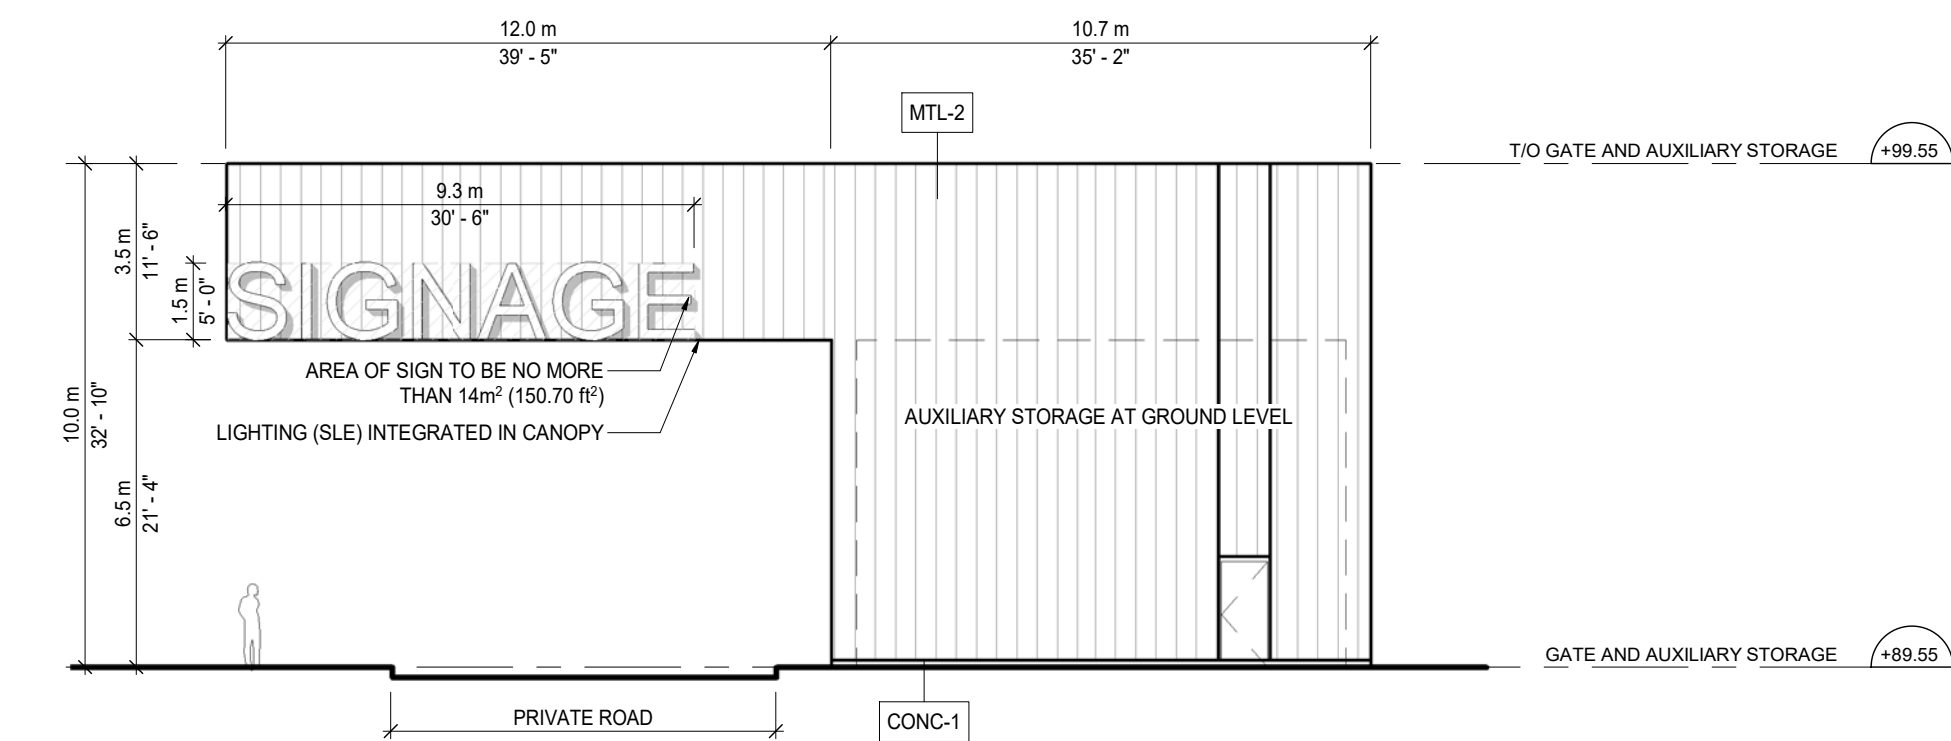 12.0 m
39' - 5"
10.7 m
35' - 2"
MTL-2
T/O GATE AND AUXILIARY STORAGE
+99.55
9.3 m
30' - 6"
3.5 m
11' - 6"
1.5 m
5' - 0"
SIGNAGE
AREA OF SIGN TO BE NO MORE
THAN 14m² (150.70 ft²)
LIGHTING (SLE) INTEGRATED IN CANOPY
AUXILIARY STORAGE AT GROUND LEVEL
10.0 m
32' - 10"
6.5 m
21' - 4"
GATE AND AUXILIARY STORAGE
+89.55
PRIVATE ROAD
CONC-1